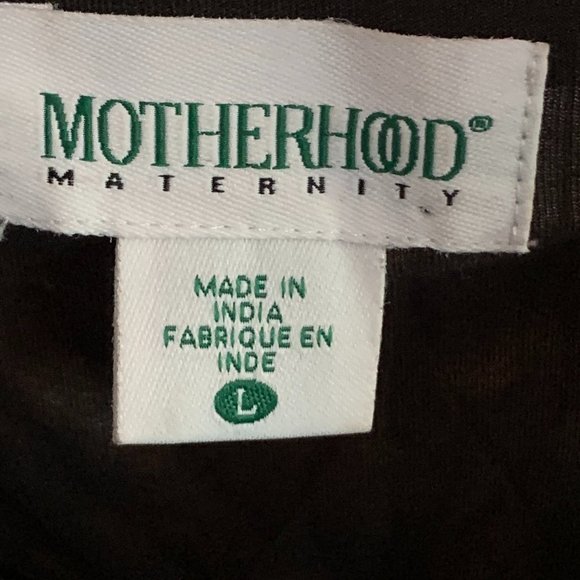 MOTHERHOOD®
MATERNITY
MADE IN
INDIA
FABRIQUE EN
INDE
L